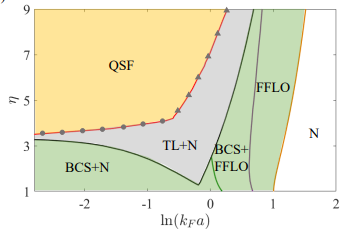 9
QSF
7
FFLO
η
5
TL+N
N
3
BCS+
FFLO
BCS+N
1
-2 -1 0 1 2
ln(k_F a)